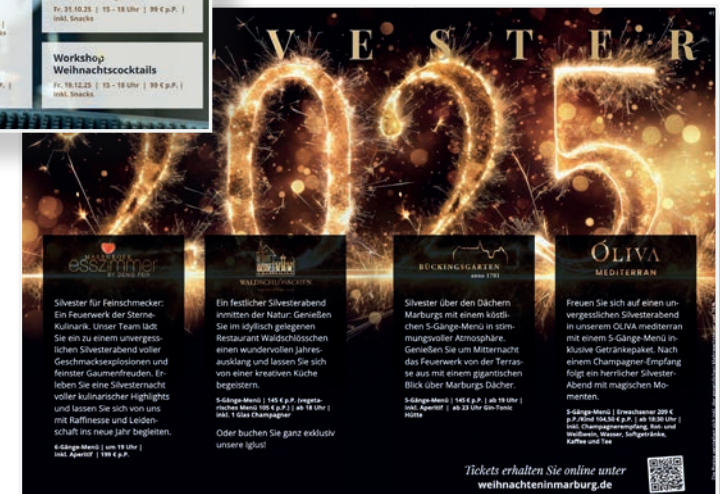 Fr. 31.10.25 | 15 – 18 Uhr | 99 € p.P. |
inkl. Snacks
Workshop
Weihnachtscocktails
Fr. 19.12.25 | 15 – 18 Uhr | 99 € p.P. |
inkl. Snacks
LVESTER
2025
MARBURGER
esszimmer
BY DENIS FEIX
Silvester für Feinschmecker:
Ein Feuerwerk der Sterne-
Kulinarik. Unser Team lädt
Sie ein zu einem unvergess-
lichen Silvesterabend voller
Geschmacksexplosionen und
feinster Gaumenfreuden. Er-
leben Sie eine Silvesternacht
voller kulinarischer Highlights
und lassen Sie sich von uns
mit Raffinesse und Leiden-
schaft ins neue Jahr begleiten.
6-Gänge-Menü | um 19 Uhr |
inkl. Aperitif | 199 € p.P.
WALDSCHLÖSSCHEN
Ein festlicher Silvesterabend
inmitten der Natur: Genießen
Sie im idyllisch gelegenen
Restaurant Waldschlösschen
einen wundervollen Jahres-
ausklang und lassen Sie sich
von einer kreativen Küche
begeistern.
5-Gänge-Menü | 145 € p.P. (vegeta-
risches Menü 105 € p.P.) | ab 18 Uhr |
inkl. 1 Glas Champagner
Oder buchen Sie ganz exklusiv
unsere Iglus!
BÜCKINGSGARTEN
anno 1781
Silvester über den Dächern
Marburgs mit einem köstli-
chen 5-Gänge-Menü in stim-
mungsvoller Atmosphäre.
Genießen Sie um Mitternacht
das Feuerwerk von der Terras-
se aus mit einem gigantischen
Blick über Marburgs Dächer.
5-Gänge-Menü | 145 € p.P. | ab 19 Uhr |
inkl. Aperitif | ab 23 Uhr Gin-Tonic
Hütte
OLIVA
MEDITERRAN
Freuen Sie sich auf einen un-
vergesslichen Silvesterabend
in unserem OLIVA mediterran
mit einem 5-Gänge-Menü in-
klusive Getränkepaket. Nach
einem Champagner-Empfang
folgt ein herrlicher Silvester-
Abend mit magischen Mo-
menten.
5-Gänge-Menü | Erwachsener 209 €
p.P./Kind 104,50 € p.P. | ab 18:30 Uhr |
inkl. Champagnerempfang, Rot- und
Weißwein, Wasser, Softgetränke,
Kaffee und Tee
Tickets erhalten Sie online unter
weihnachteninmarburg.de